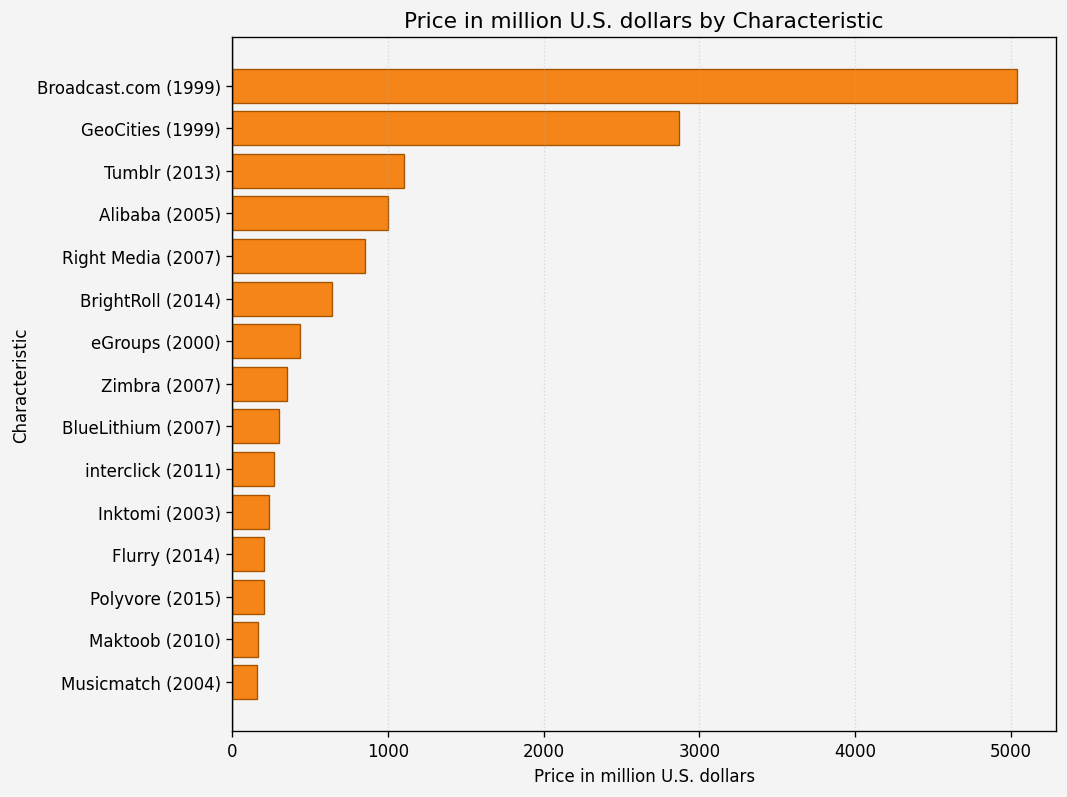 Price in million U.S. dollars by Characteristic
Characteristic
Broadcast.com (1999)
GeoCities (1999)
Tumblr (2013)
Alibaba (2005)
Right Media (2007)
BrightRoll (2014)
eGroups (2000)
Zimbra (2007)
BlueLithium (2007)
interclick (2011)
Inktomi (2003)
Flurry (2014)
Polyvore (2015)
Maktoob (2010)
Musicmatch (2004)
0 1000 2000 3000 4000 5000
Price in million U.S. dollars